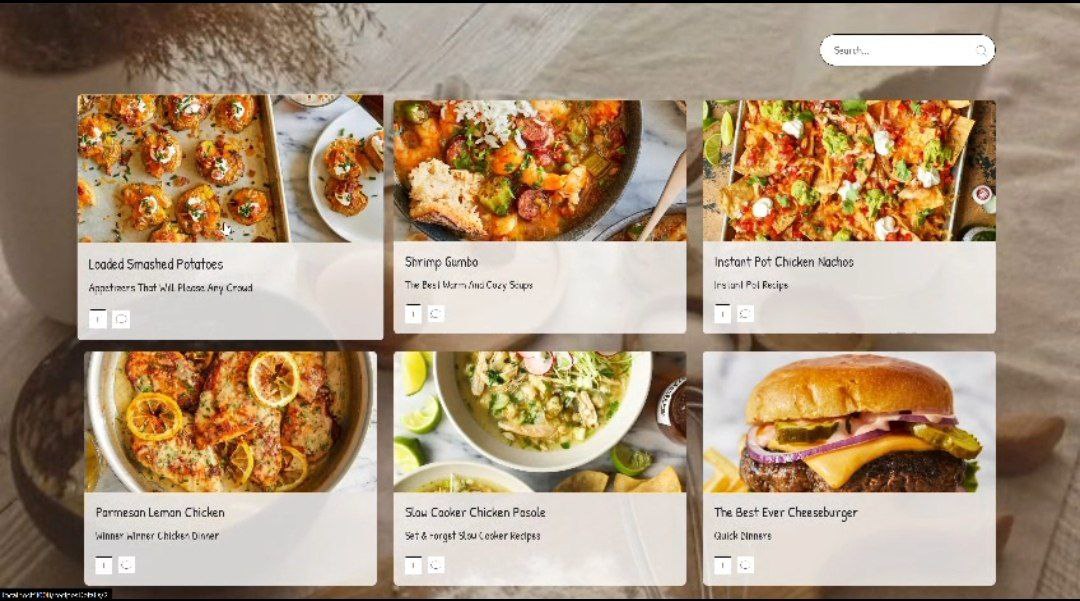 Search...
Loaded Smashed Potatoes
Appetizers That Will Please Any Crowd
Shrimp Gumbo
The Best Warm And Cozy Soups
Instant Pot Chicken Nachos
Instant Pot Recips
Parmesan Lemon Chicken
Winner Winner Chicken Dinner
Slow Cooker Chicken Posole
Set & Forget Slow Cooker Recipes
The Best Ever Cheeseburger
Quick Dinners